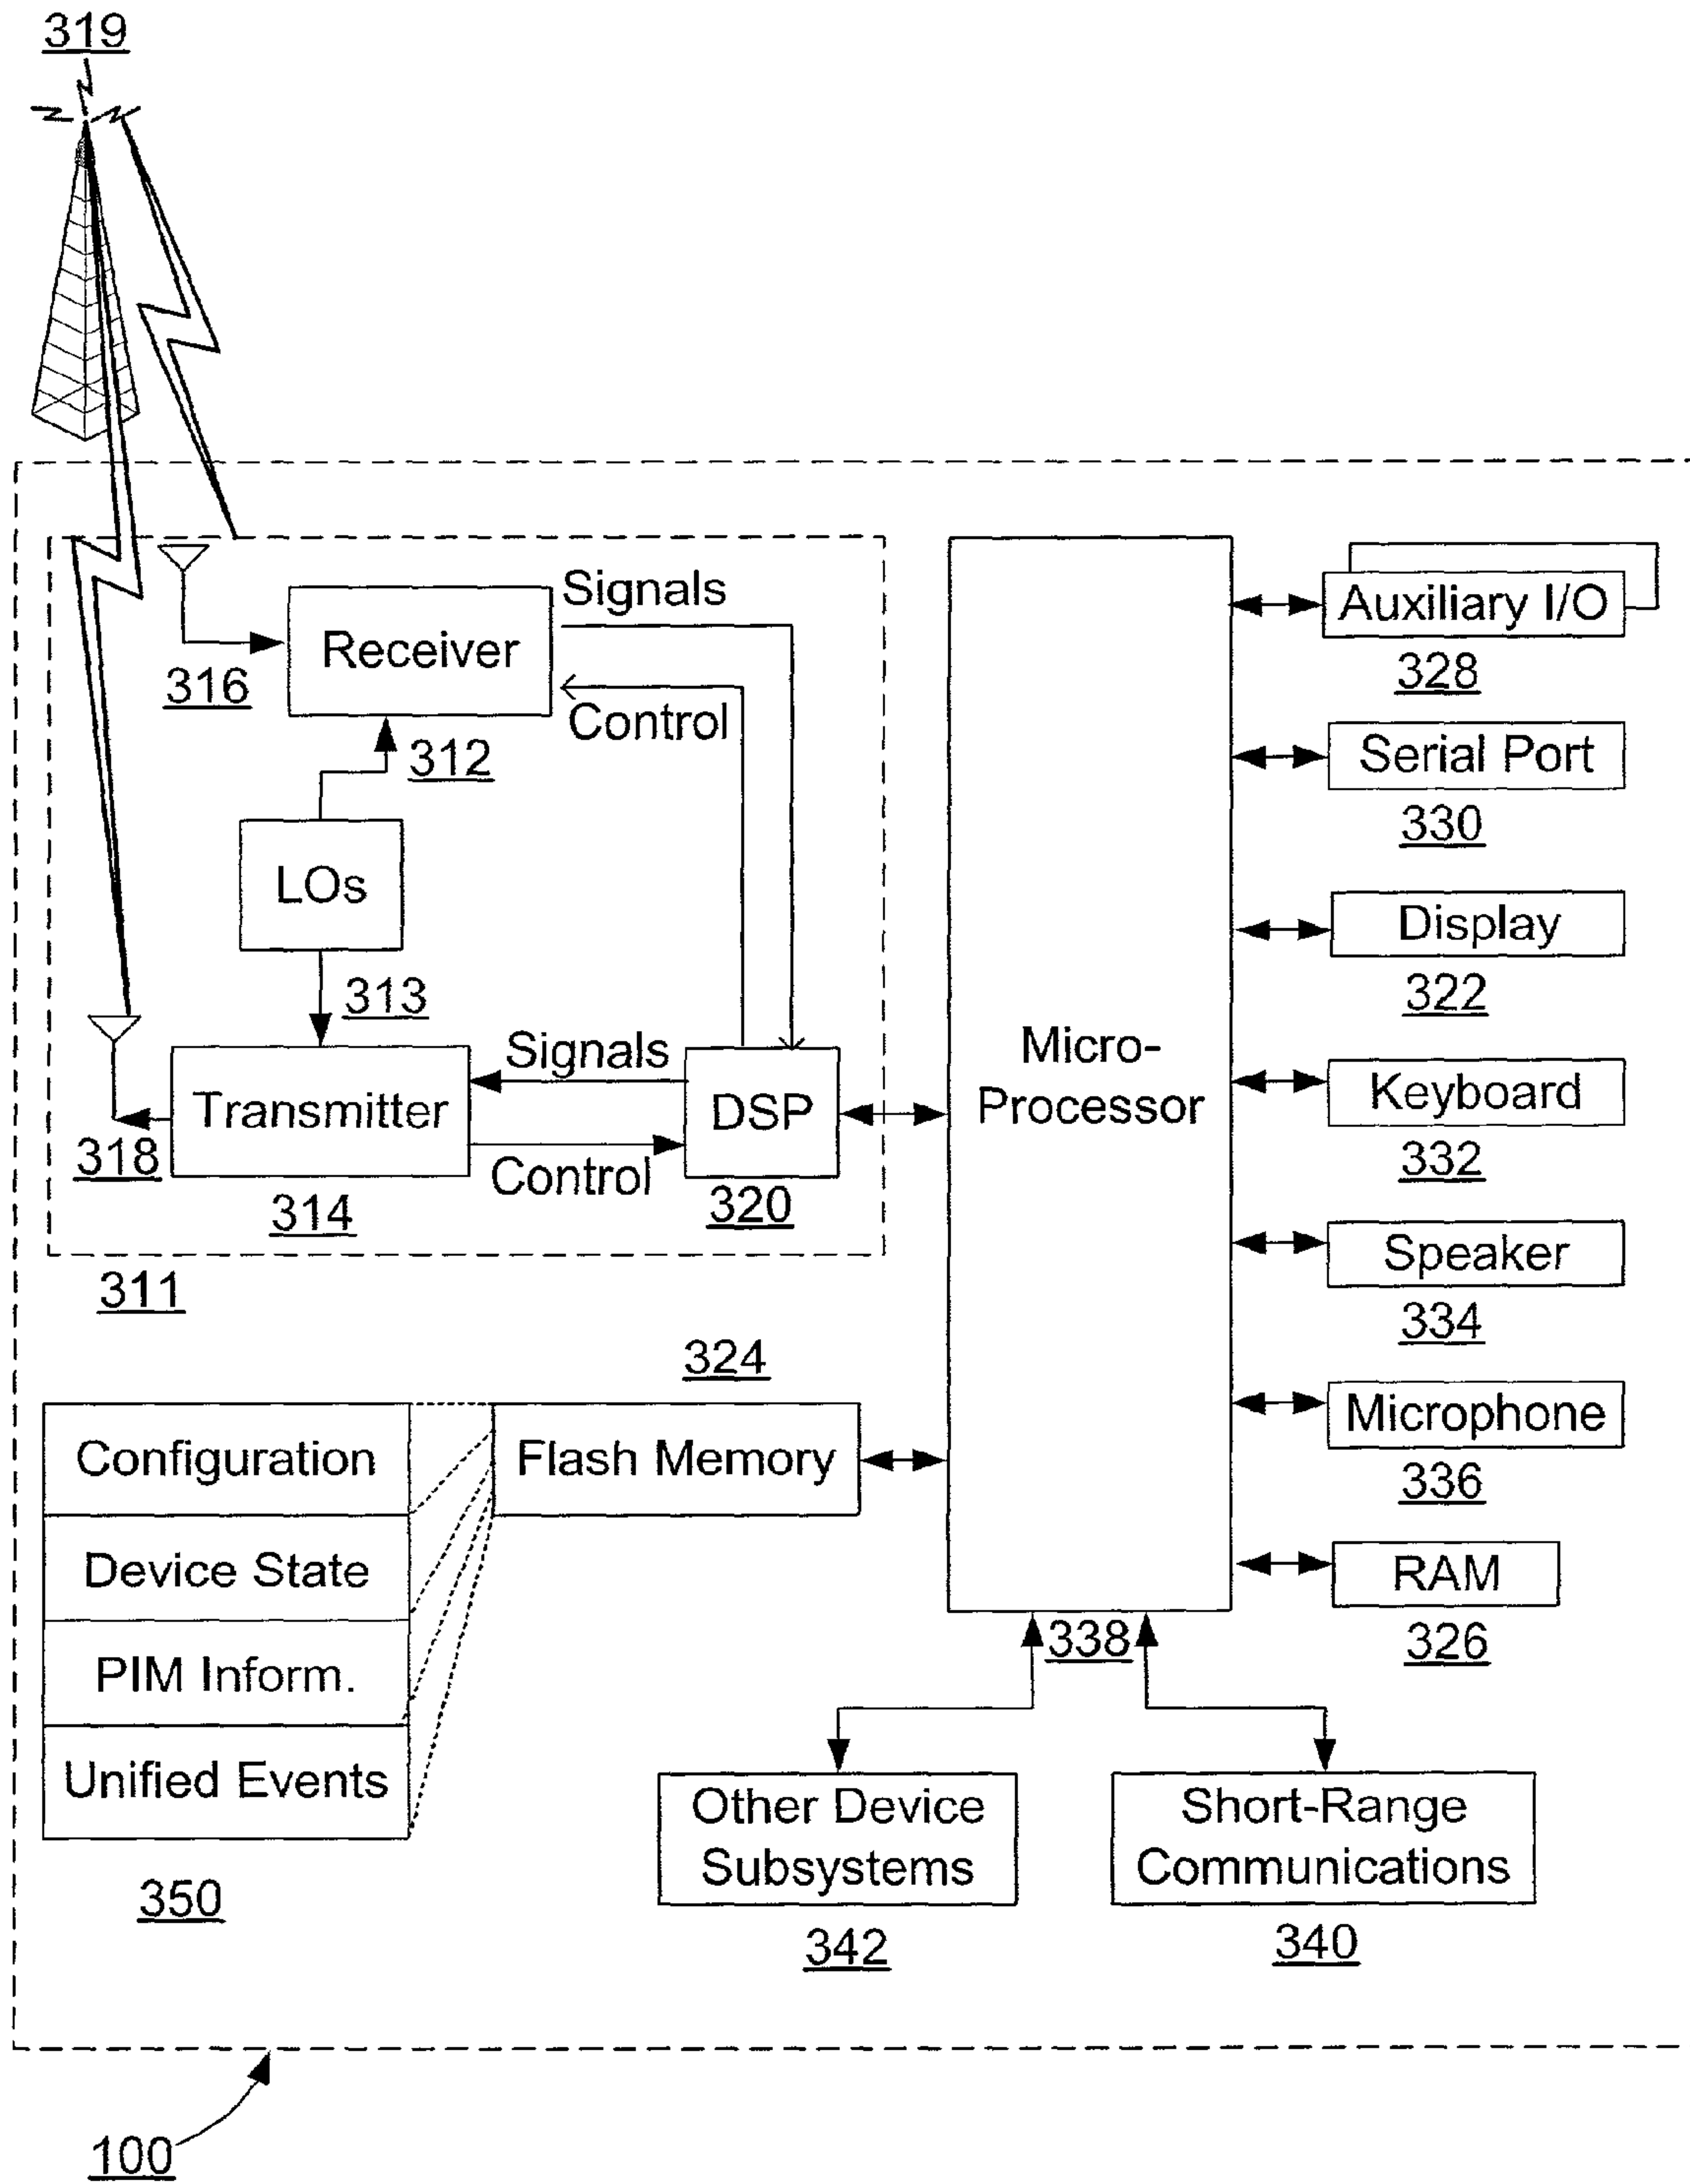 319
Receiver
Signals
316
Control
312
LOs
313
Transmitter
Signals
Control
DSP
318
314
320
311
Micro-
Processor
338
Auxiliary I/O
328
Serial Port
330
Display
322
Keyboard
332
Speaker
334
Microphone
336
RAM
326
324
Flash Memory
Configuration
Device State
PIM Inform.
Unified Events
350
Other Device
Subsystems
342
Short-Range
Communications
340
100